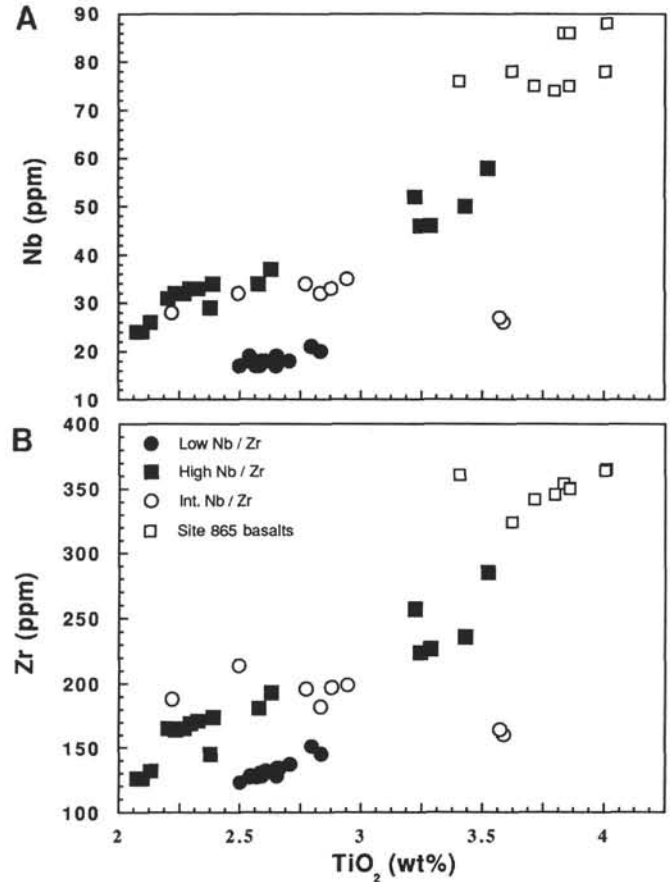 A
90
80
70
60
50
40
30
20
10
Nb (ppm)
B
400
350
300
250
200
150
100
Zr (ppm)
Low Nb / Zr
High Nb / Zr
Int. Nb / Zr
Site 865 basalts
2 2.5 3 3.5 4
TiO₂ (wt%)